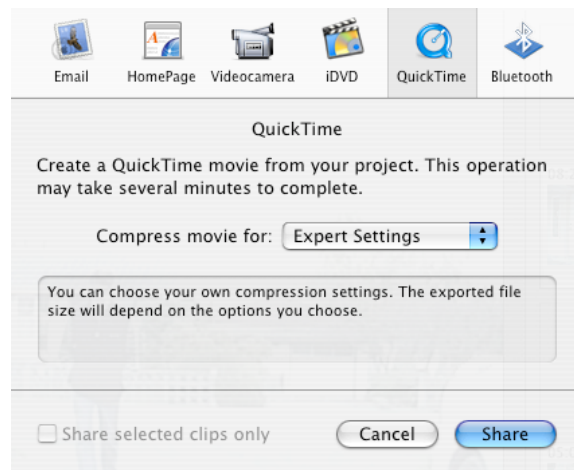 Email HomePage Videocamera iDVD QuickTime Bluetooth
QuickTime
Create a QuickTime movie from your project. This operation
may take several minutes to complete.
Compress movie for: Expert Settings
You can choose your own compression settings. The exported file
size will depend on the options you choose.
Share selected clips only Cancel Share